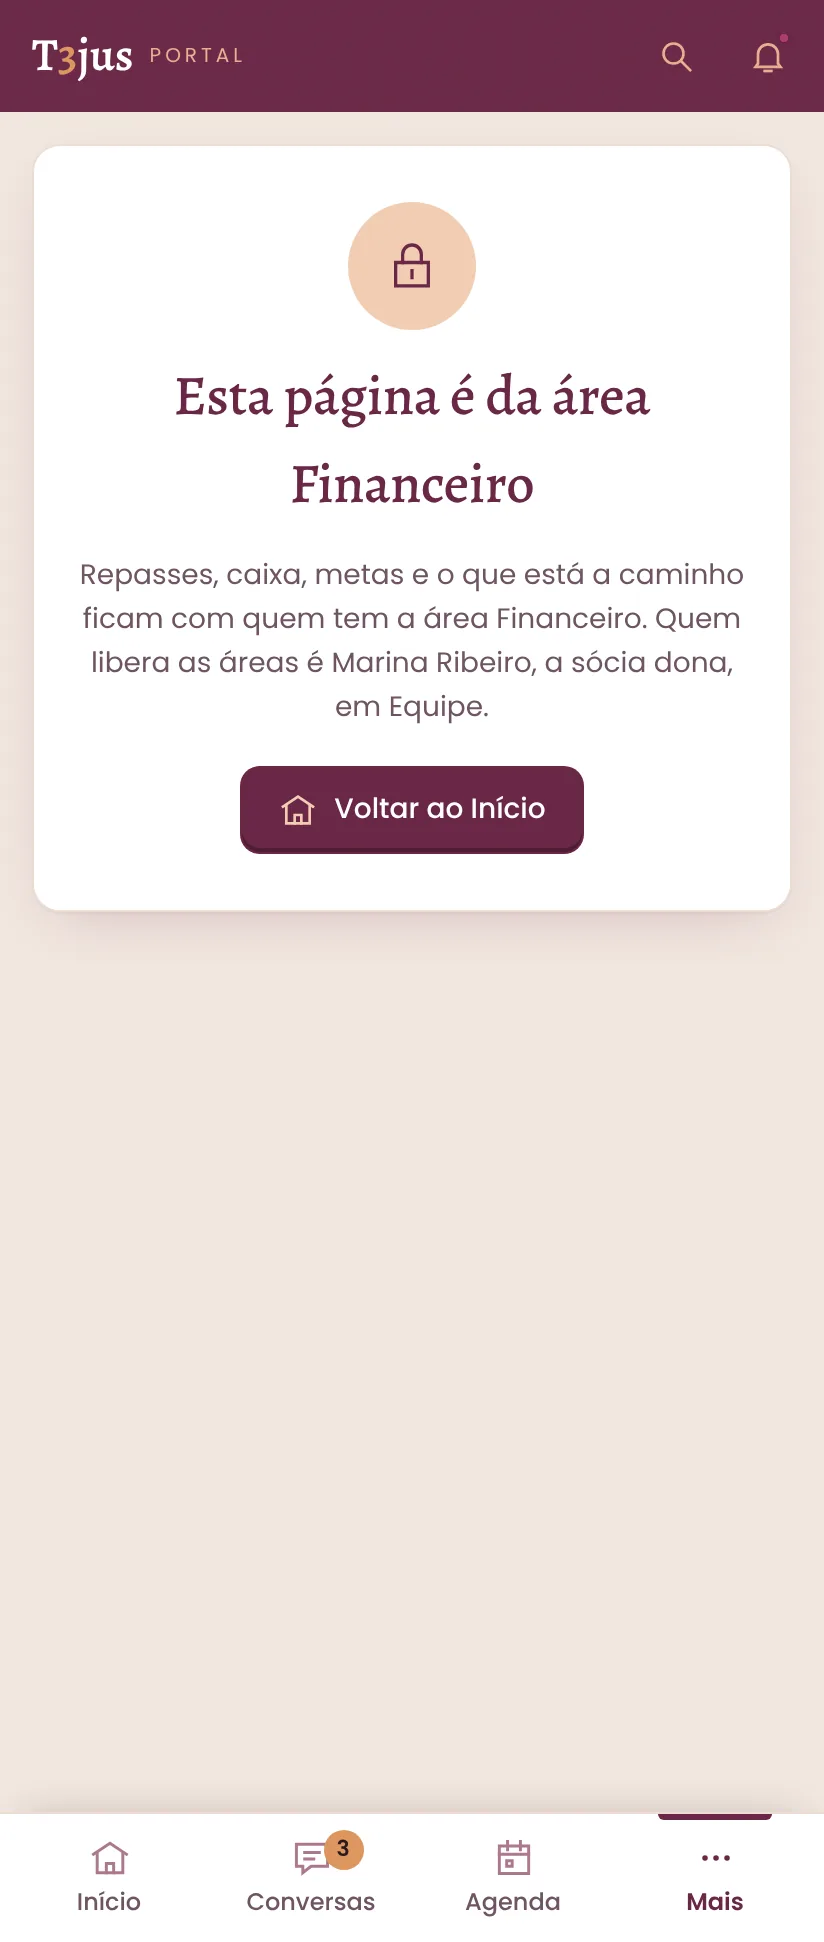 T3jus PORTAL
Esta página é da área
Financeiro
Repasses, caixa, metas e o que está a caminho
ficam com quem tem a área Financeiro. Quem
libera as áreas é Marina Ribeiro, a sócia dona,
em Equipe.
Voltar ao Início
3
Início
Conversas
Agenda
Mais